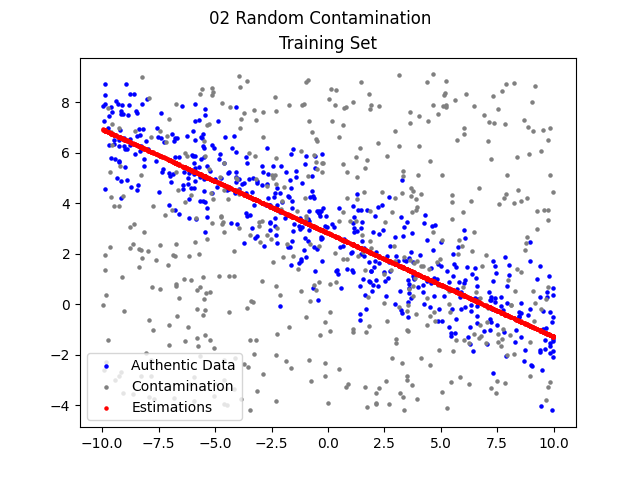 02 Random Contamination
Training Set
8
6
4
2
0
−2
−4
−10.0 −7.5 −5.0 −2.5 0.0 2.5 5.0 7.5 10.0
Authentic Data
Contamination
Estimations